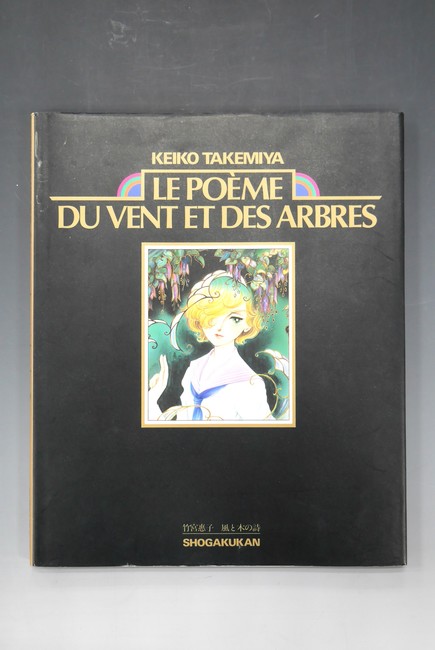 KEIKO TAKEMIYA
LE POÈME
DU VENT ET DES ARBRES
竹宮惠子 風と木の詩
SHOGAKUKAN